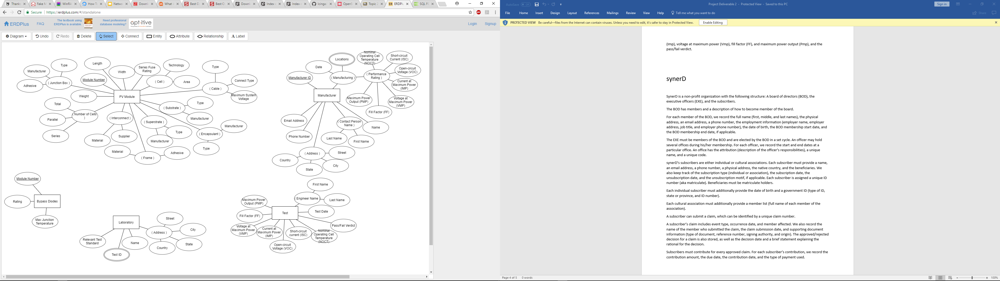 Thanks
Fake M
WinRA
How T
Netwo
Downl
What
Best O
Best O
Downl
Index o
Index o
Icinga
OpenS
Topic 2
ERDPlu
SQL FO
Secure https://erdplus.com/#/standalone
ERDPlus
FAQ
The textbook using
ERDPlus is available.
Need professional
database modeling?
apt·itive
Login
Signup
Diagram
Undo
Redo
Delete
Select
Connect
Entity
Attribute
Relationship
A Label
Manufacturer
Type
Adhesive
( Junction Box )
Length
Module Number
Width
Series Fuse
Rating
Technology
( Cell )
Area
Type
Connect Type
( Cable )
Maximum System
Voltage
Weight
PV Module
Total
Parallel
Series
( Number of Cells
)
( Interconnect )
Material
Supplier
( Substrate )
Type
Manufacturer
( Superstrate )
Type
Manufacturer
( Encapsulant )
Manufacturer
Type
Material
( Frame )
Adhesive
Locations
Date
Manufacturer ID
( Manufacturing )
Nominal
Operating Cell
Temperature
(NOCT)
Short-circuit
Current (ISC)
Open-circuit
Voltage (VOC)
( Performance
Rating )
Current at
Maximum Power
(IMP)
Voltage at
Maximum Power
(VMP)
Maximum Power
Output (PMP)
Fill Factor (FF)
Manufacturer
Email Address
Phone Number
( Contact Person
Name )
Name
Last Name
First Name
( Address )
Street
Country
City
State
Module Number
Rating
Bypass Diodes
Max Junction
Temperature
Laboratory
Street
City
( Address )
State
Country
Relevant Test
Standard
Name
Test ID
First Name
( Engineer Name )
Last Name
Maximum Power
Output (PMP)
Test
Test Date
Fill Factor (FF)
Pass/Fail Verdict
Voltage at
Maximum Power
(VMP)
Current at
Maximum Power
(IMP)
Short-circuit
current (ISC)
Nominal
Operating Cell
Temperature
(NOCT)
Open-circuit
Voltage (VOC)
AutoSave Off
Project Deliverable 2 - Protected View - Saved to this PC
Sign in
File
Home
Insert
Design
Layout
References
Mailings
Review
View
Help
Tell me what you want to do
Share
PROTECTED VIEW Be careful—files from the Internet can contain viruses. Unless you need to edit, it's safer to stay in Protected View.
Enable Editing
(Imp), voltage at maximum power (Vmp), fill factor (FF), and maximum power output (Pmp), and the
pass/fail verdict.
synerD
SynerD is a non-profit organization with the following structure: A board of directors (BOD), the
executive officers (EXE), and the subscribers.
The BOD has members and a description of how to become member of the board.
For each member of the BOD, we record the full name (first, middle, and last names), the physical
address, an email address, a phone number, the employment information (employer name, employer
address, job title, and employer phone number), the date of birth, the BOD membership start date, and
the BOD membership end date, if applicable.
The EXE must be members of the BOD and are elected by the BOD in a set cycle. An officer may hold
several offices during his/her membership. For each officer, we record the start and end dates at a
particular office. An office has the attribution (description of the officer's responsibilities), a unique
name, and a unique code.
synerD's subscribers are either individual or cultural associations. Each subscriber must provide a name,
an email address, a phone number, a physical address, the native country, and the beneficiaries. We
also keep track of the subscription type (individual or association), the subscription date, the
unsubscription date, and the unsubscription motif, if applicable. Each subscriber is assigned a unique ID
number (aka matriculate). Beneficiaries must be matriculate holders.
Each individual subscriber must additionally provide the date of birth and a government ID (type of ID,
state or province, and ID number).
Each cultural association must additionally provide a member list (full name of each member of the
association).
A subscriber can submit a claim, which can be identified by a unique claim number.
A subscriber's claim includes event type, occurrence date, and member affected. We also record the
name of the member who submitted the claim, the claim submission date, and supporting document
information (type of document, reference number, signing authority, and origin). The approved/rejected
decision for a claim is also stored, as well as the decision date and a brief statement explaining the
rational for the decision.
Subscribers must contribute for every approved claim. For each subscriber's contribution, we record the
contribution amount, the due date, the contribution date, and the type of payment used.
Page 4 of 5 0 words
100%